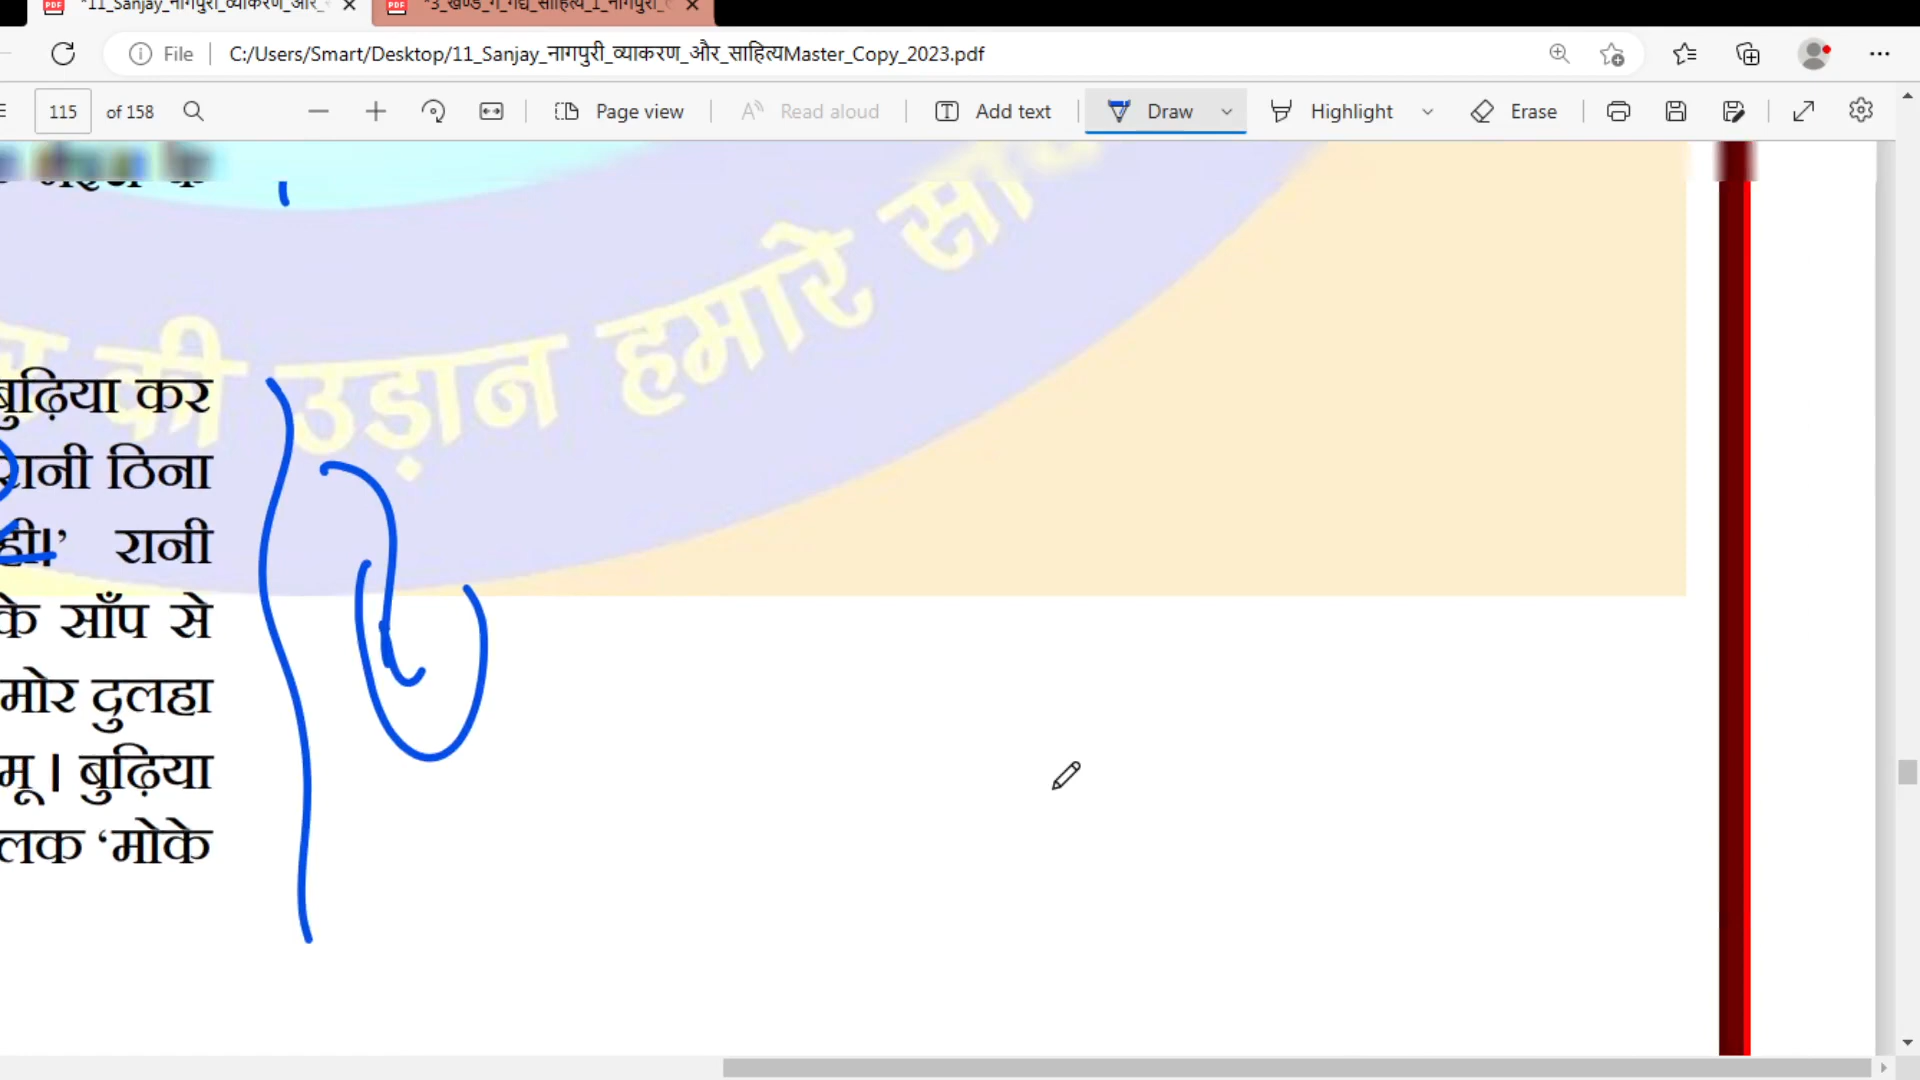 *11_Sanjay_नागपुरी_व्याकरण_और_
*3_खण्ड_ग_गद्य_साहित्य_1_नागपुरी_
File C:/Users/Smart/Desktop/11_Sanjay_नागपुरी_व्याकरण_और_साहित्यMaster_Copy_2023.pdf
115 of 158 Page view Read aloud Add text Draw Highlight Erase
की उड़ान हमारे
बुढ़िया कर
रानी ठिना
ही।’ रानी
के साँप से
मोर दुलहा
मू । बुढ़िया
लक ‘मोके